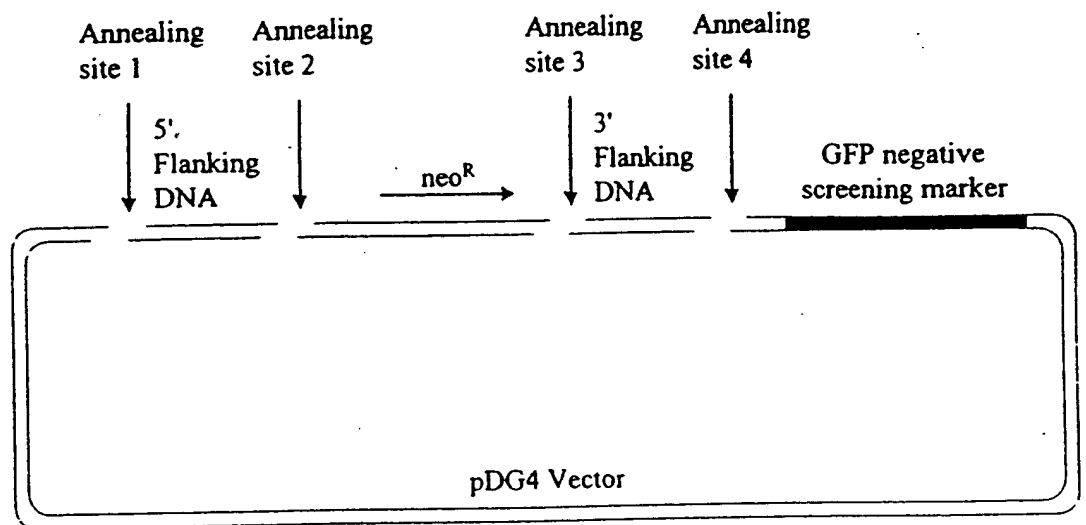 Annealing
site 1
Annealing
site 2
Annealing
site 3
Annealing
site 4
5'.
Flanking
DNA
neoR
3'
Flanking
DNA
GFP negative
screening marker
pDG4 Vector